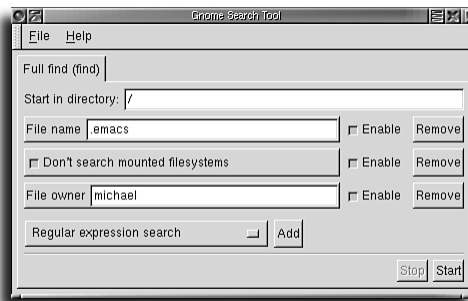 Gnome Search Tool
File Help
Full find (find)
Start in directory: /
File name .emacs Enable Remove
Don't search mounted filesystems Enable Remove
File owner michael Enable Remove
Regular expression search Add
Stop Start